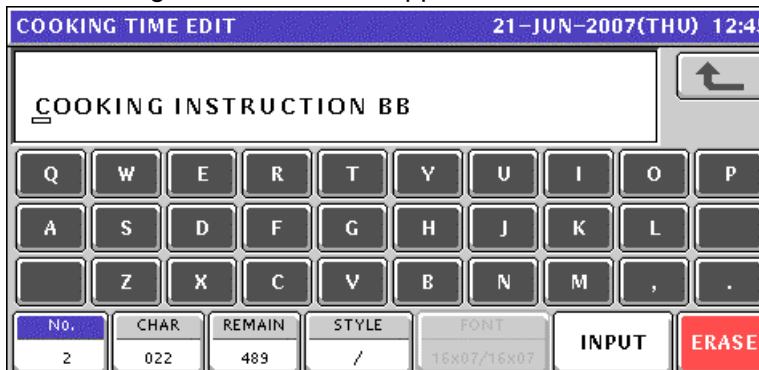 COOKING TIME EDIT 21-JUN-2007(THU) 12:45
COOKING INSTRUCTION BB
Q W E R T Y U I O P
A S D F G H J K L
Z X C V B N M , .
No. CHAR REMAIN STYLE FONT INPUT ERASE
2 022 489 / 16x07/16x07